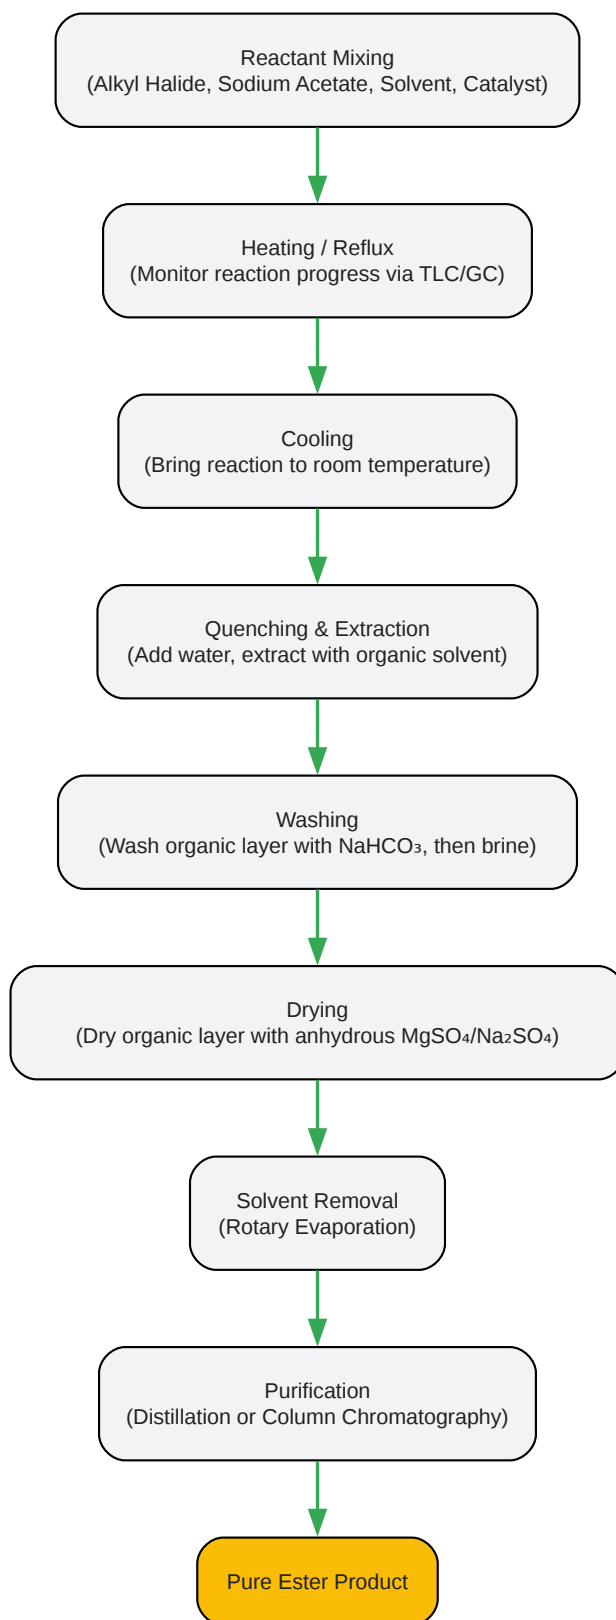 Reactant Mixing
(Alkyl Halide, Sodium Acetate, Solvent, Catalyst)
Heating / Reflux
(Monitor reaction progress via TLC/GC)
Cooling
(Bring reaction to room temperature)
Quenching & Extraction
(Add water, extract with organic solvent)
Washing
(Wash organic layer with NaHCO₃, then brine)
Drying
(Dry organic layer with anhydrous MgSO₄/Na₂SO₄)
Solvent Removal
(Rotary Evaporation)
Purification
(Distillation or Column Chromatography)
Pure Ester Product